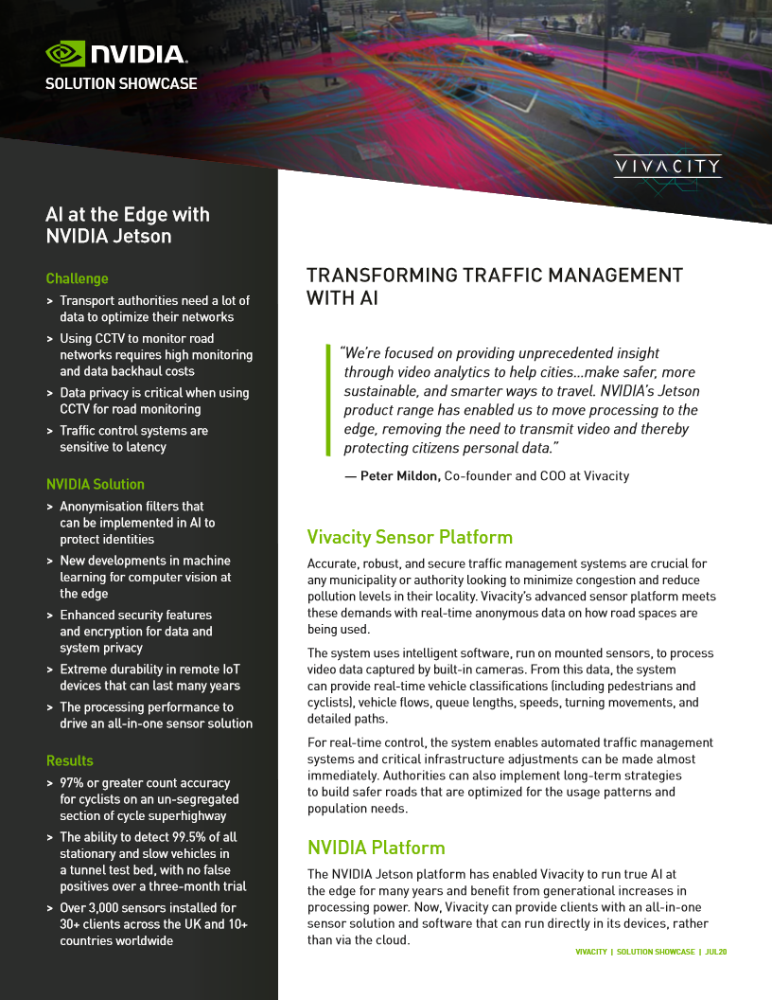 NVIDIA.
SOLUTION SHOWCASE
VIVACITY
AI at the Edge with
NVIDIA Jetson
Challenge
> Transport authorities need a lot of
data to optimize their networks
> Using CCTV to monitor road
networks requires high monitoring
and data backhaul costs
> Data privacy is critical when using
CCTV for road monitoring
> Traffic control systems are
sensitive to latency
NVIDIA Solution
> Anonymisation filters that
can be implemented in AI to
protect identities
> New developments in machine
learning for computer vision at
the edge
> Enhanced security features
and encryption for data and
system privacy
> Extreme durability in remote IoT
devices that can last many years
> The processing performance to
drive an all-in-one sensor solution
Results
> 97% or greater count accuracy
for cyclists on an un-segregated
section of cycle superhighway
> The ability to detect 99.5% of all
stationary and slow vehicles in
a tunnel test bed, with no false
positives over a three-month trial
> Over 3,000 sensors installed for
30+ clients across the UK and 10+
countries worldwide
TRANSFORMING TRAFFIC MANAGEMENT
WITH AI
“We’re focused on providing unprecedented insight
through video analytics to help cities...make safer, more
sustainable, and smarter ways to travel. NVIDIA’s Jetson
product range has enabled us to move processing to the
edge, removing the need to transmit video and thereby
protecting citizens personal data.”
— Peter Mildon, Co-founder and COO at Vivacity
Vivacity Sensor Platform
Accurate, robust, and secure traffic management systems are crucial for
any municipality or authority looking to minimize congestion and reduce
pollution levels in their locality. Vivacity’s advanced sensor platform meets
these demands with real-time anonymous data on how road spaces are
being used.
The system uses intelligent software, run on mounted sensors, to process
video data captured by built-in cameras. From this data, the system
can provide real-time vehicle classifications (including pedestrians and
cyclists), vehicle flows, queue lengths, speeds, turning movements, and
detailed paths.
For real-time control, the system enables automated traffic management
systems and critical infrastructure adjustments can be made almost
immediately. Authorities can also implement long-term strategies
to build safer roads that are optimized for the usage patterns and
population needs.
NVIDIA Platform
The NVIDIA Jetson platform has enabled Vivacity to run true AI at
the edge for many years and benefit from generational increases in
processing power. Now, Vivacity can provide clients with an all-in-one
sensor solution and software that can run directly in its devices, rather
than via the cloud.
VIVACITY | SOLUTION SHOWCASE | JUL20